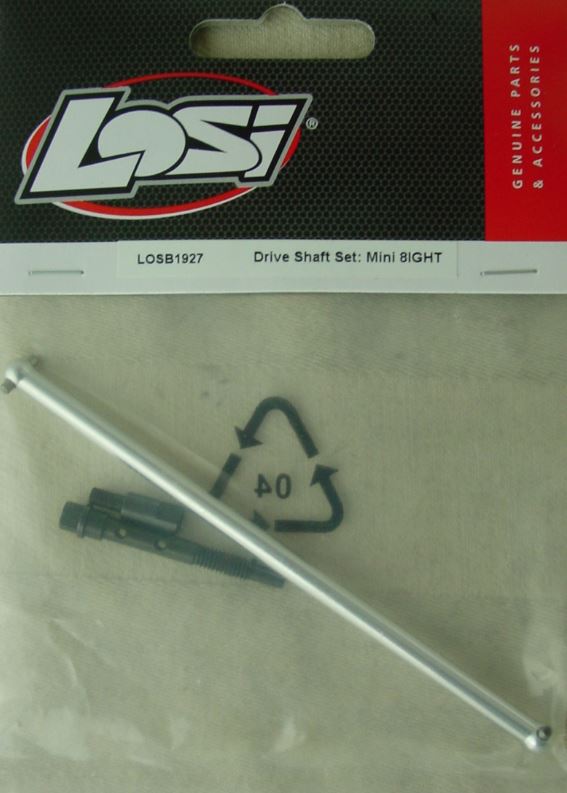 LOSi ®
GENUINE PARTS
& ACCESSORIES
LOSB1927 Drive Shaft Set: Mini 8IGHT
04